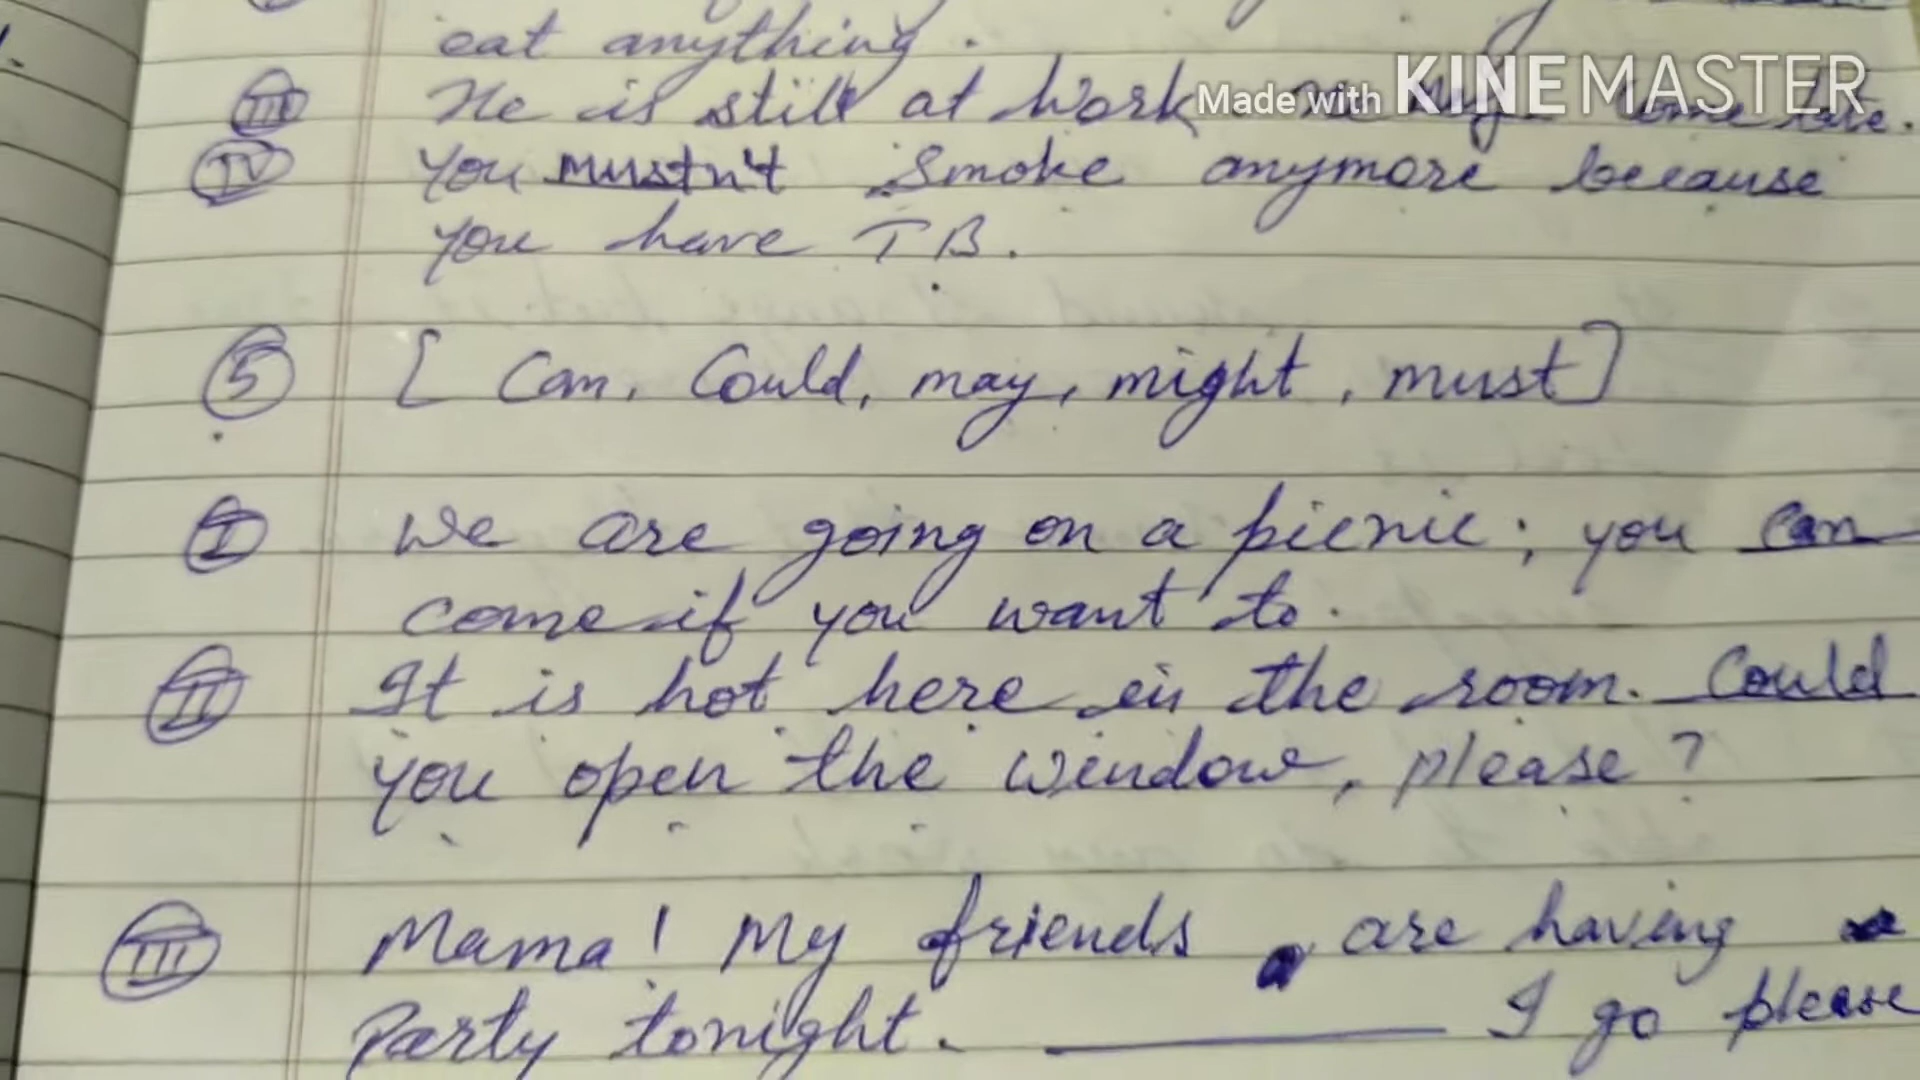 eat anything.
III He is still at work
Made with KINEMASTER
late.
IV You mustn't smoke anymore because
you have TB.
5 [Can, Could, may, might, must]
I We are going on a picnic; you can
come if you want to.
II It is hot here in the room. Could
you open the window, please?
III Mama! My friends are having a
Party tonight. ________ I go please